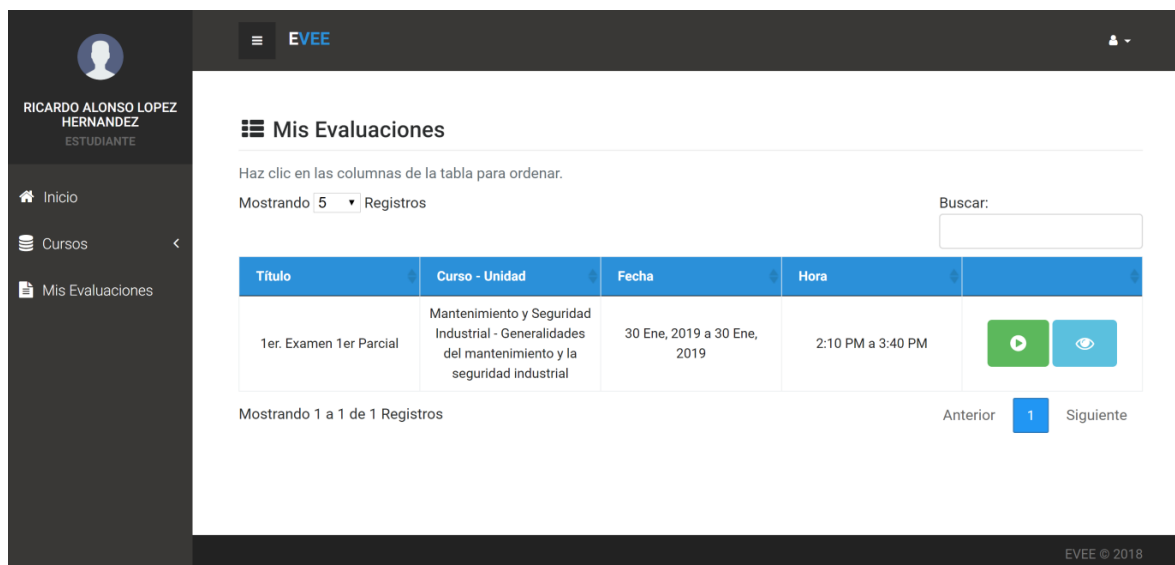 EVEE
RICARDO ALONSO LOPEZ
HERNANDEZ
ESTUDIANTE
Inicio
Cursos
Mis Evaluaciones
Mis Evaluaciones
Haz clic en las columnas de la tabla para ordenar.
Mostrando 5 Registros
Buscar:
Título Curso - Unidad Fecha Hora
1er. Examen 1er Parcial
Mantenimiento y Seguridad
Industrial - Generalidades
del mantenimiento y la
seguridad industrial
30 Ene, 2019 a 30 Ene,
2019
2:10 PM a 3:40 PM
Mostrando 1 a 1 de 1 Registros
Anterior 1 Siguiente
EVEE © 2018